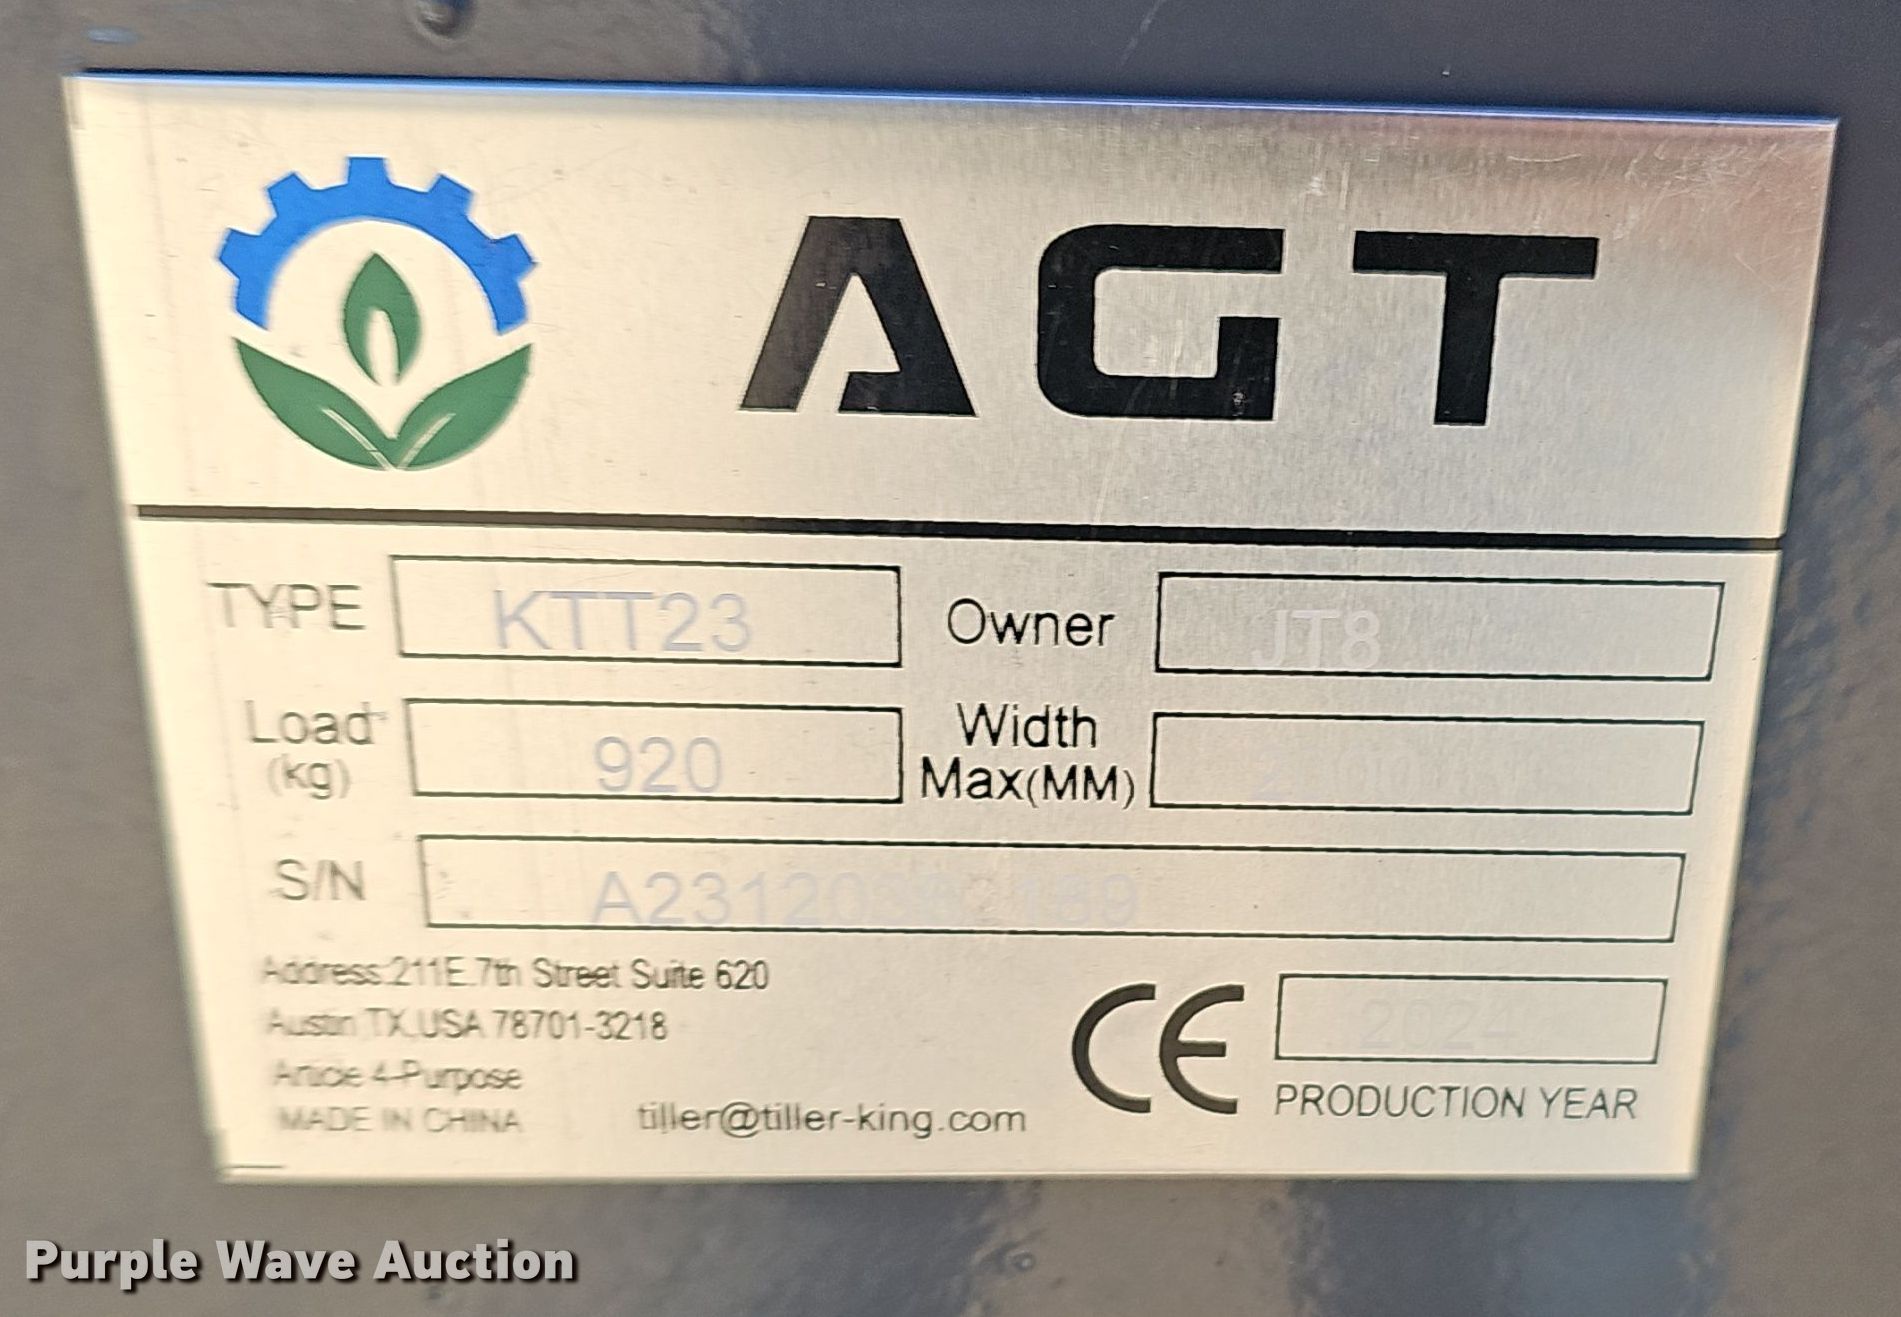 AGT
TYPE KTT23 Owner JT8
Load (kg) 920 Width Max(MM)
S/N
Address:211E.7th Street Suite 620
Austin,TX,USA 78701-3218
Article 4-Purpose
MADE IN CHINA tiller@tiller-king.com
CE 2024
PRODUCTION YEAR
Purple Wave Auction